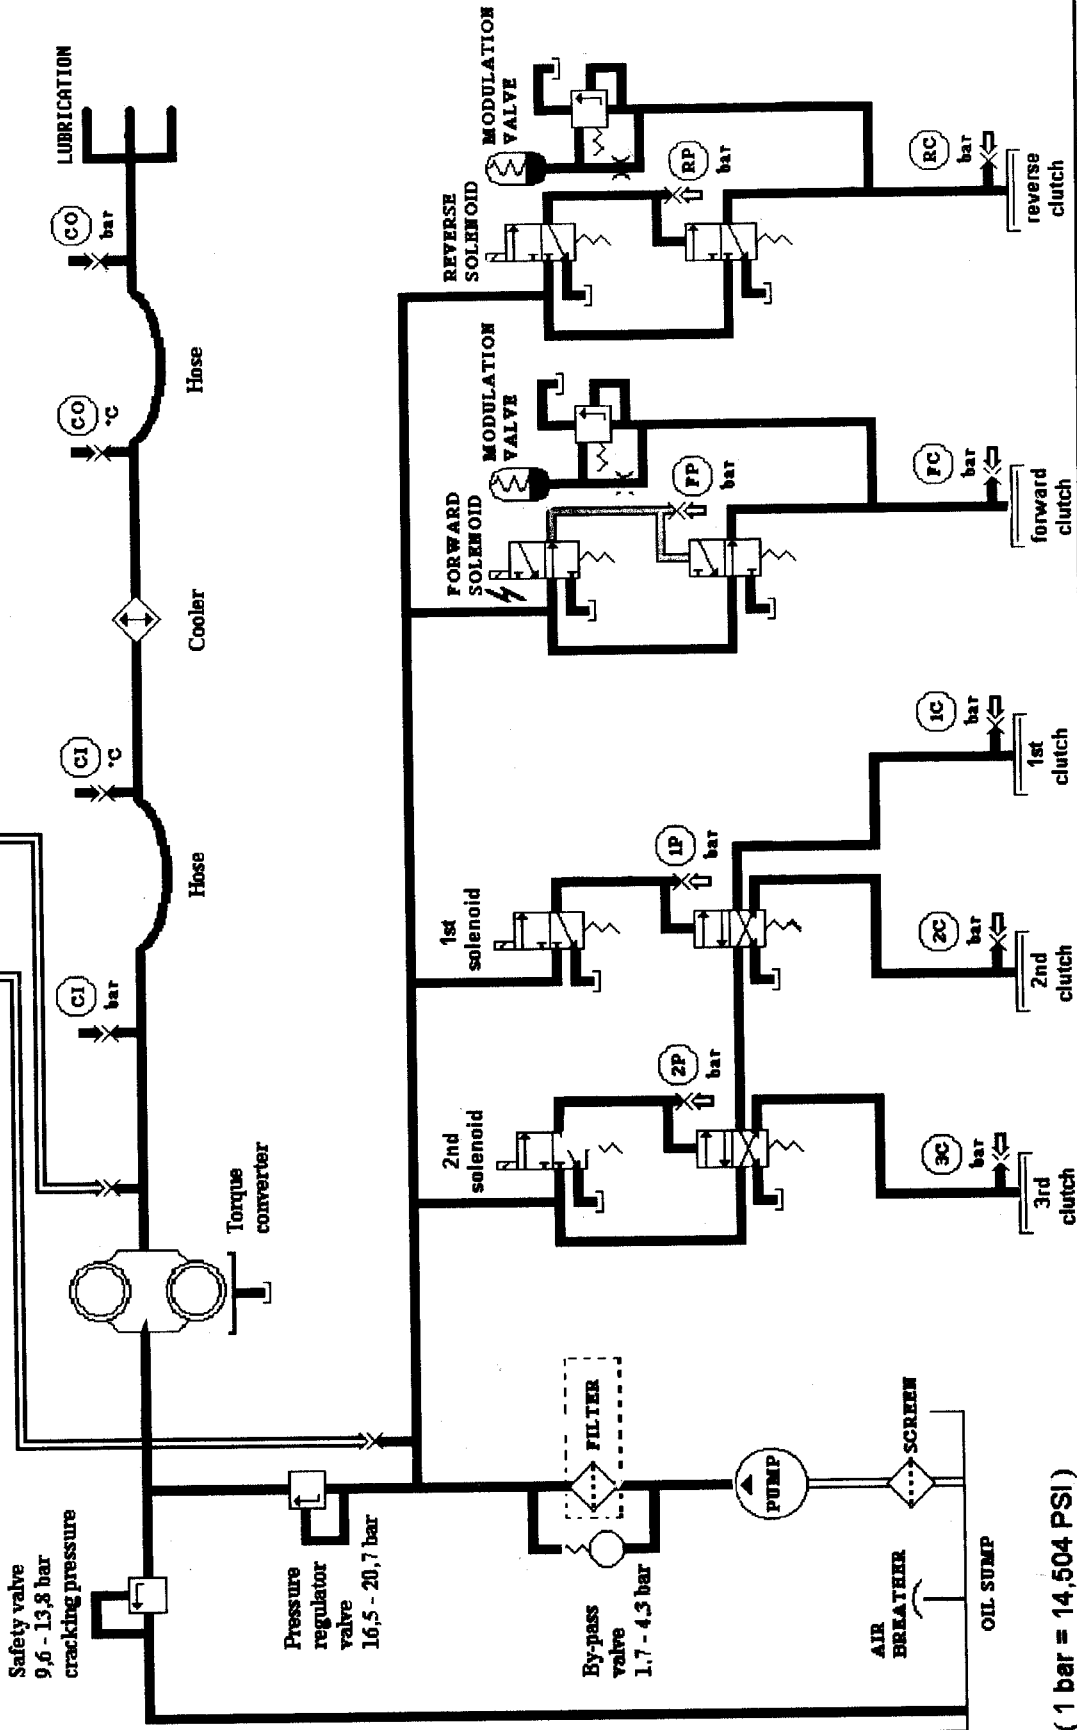 Safety valve
9,6 - 13,8 bar
cracking pressure
Pressure
regulator
valve
16,5 - 20,7 bar
By-pass
valve
1,7 - 4,3 bar
AIR
BREATHER
OIL SUMP
( 1 bar = 14,504 PSI )
FILTER
PUMP
SCREEN
Torque
converter
CI
bar
Hose
CI
°C
Cooler
CO
°C
Hose
CO
bar
LUBRICATION
2nd
solenoid
2P
bar
3C
bar
3rd
clutch
1st
solenoid
1P
bar
2C
bar
2nd
clutch
1C
bar
1st
clutch
FORWARD
SOLENOID
MODULATION
VALVE
FP
bar
FC
bar
forward
clutch
REVERSE
SOLENOID
MODULATION
VALVE
RP
bar
RC
bar
reverse
clutch